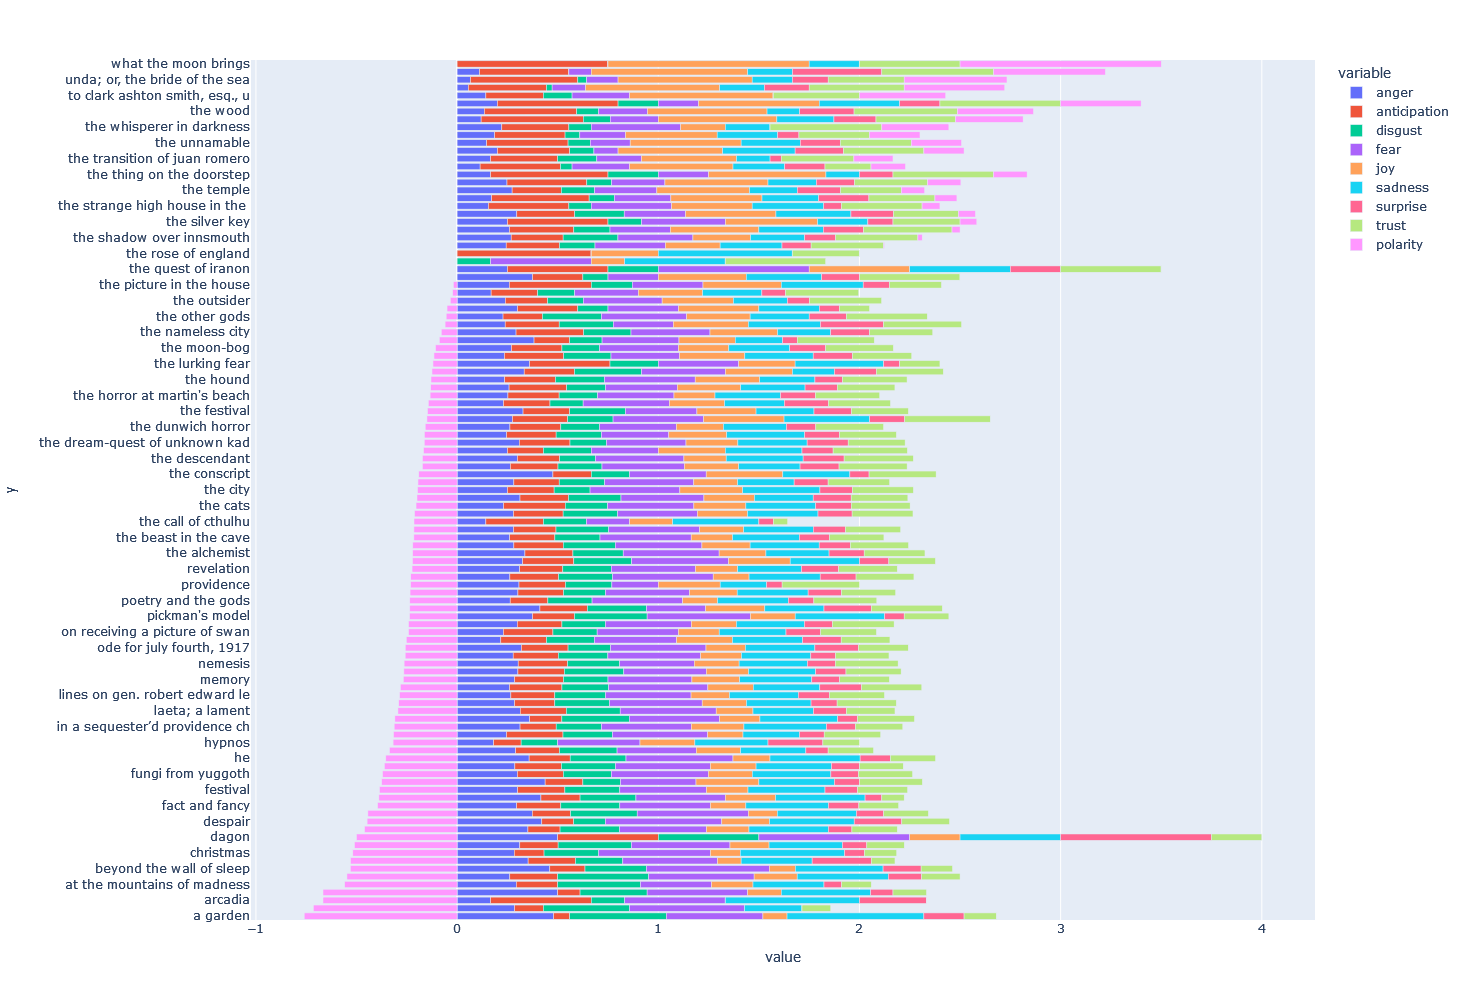 variable
anger
anticipation
disgust
fear
joy
sadness
surprise
trust
polarity
y
what the moon brings
unda; or, the bride of the sea
to clark ashton smith, esq., u
the wood
the whisperer in darkness
the unnamable
the transition of juan romero
the thing on the doorstep
the temple
the strange high house in the
the silver key
the shadow over innsmouth
the rose of england
the quest of iranon
the picture in the house
the outsider
the other gods
the nameless city
the moon-bog
the lurking fear
the hound
the horror at martin's beach
the festival
the dunwich horror
the dream-quest of unknown kad
the descendant
the conscript
the city
the cats
the call of cthulhu
the beast in the cave
the alchemist
revelation
providence
poetry and the gods
pickman's model
on receiving a picture of swan
ode for july fourth, 1917
nemesis
memory
lines on gen. robert edward le
laeta; a lament
in a sequester’d providence ch
hypnos
he
fungi from yuggoth
festival
fact and fancy
despair
dagon
christmas
beyond the wall of sleep
at the mountains of madness
arcadia
a garden
−1 0 1 2 3 4
value